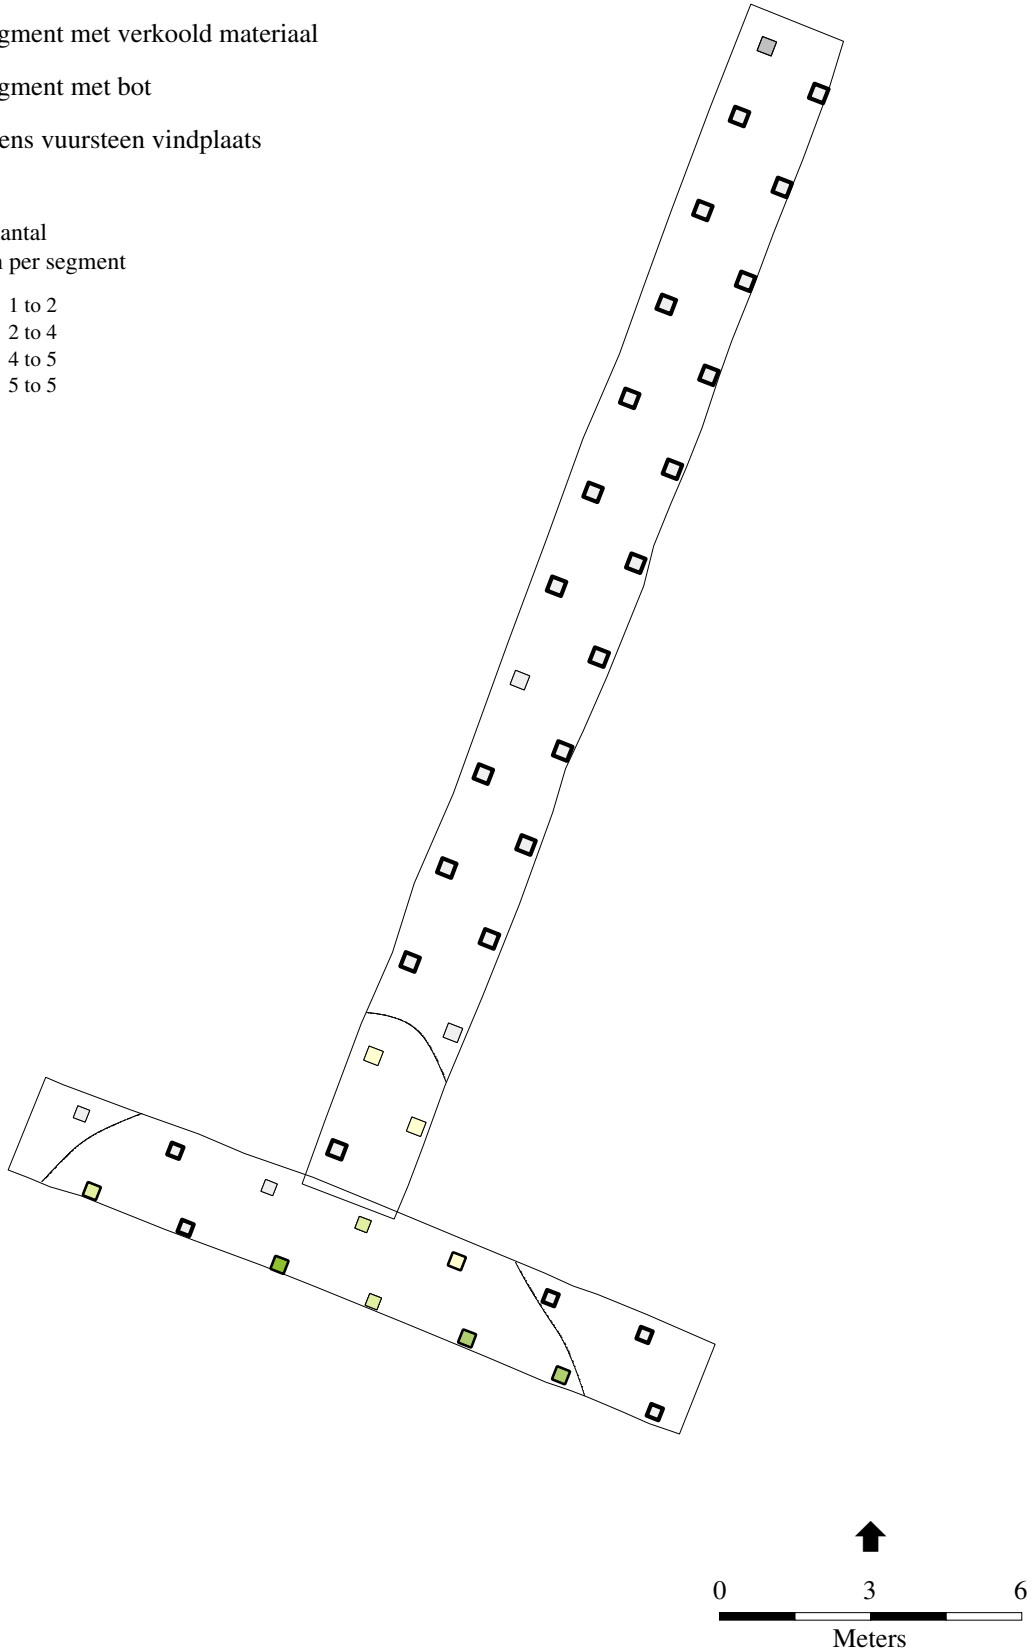 gment met verkoold materiaal
gment met bot
ens vuursteen vindplaats
antal
per segment
1 to 2
2 to 4
4 to 5
5 to 5
0 3 6
Meters